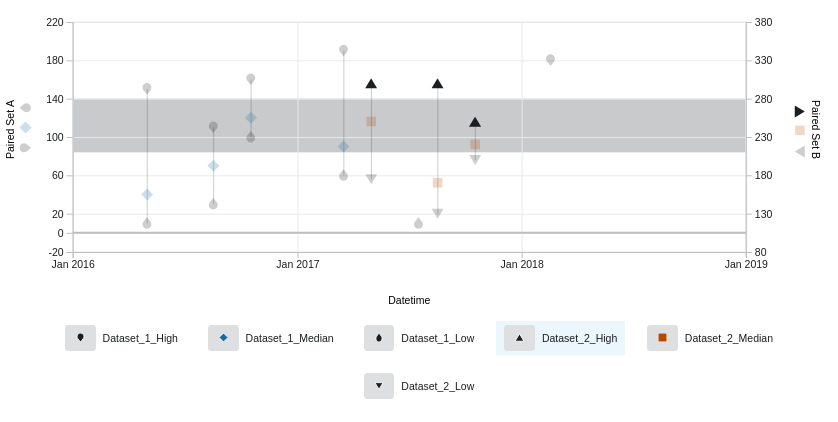 220
180
140
100
60
20
0
-20
Paired Set A
380
330
280
230
180
130
80
Paired Set B
Jan 2016
Jan 2017
Jan 2018
Jan 2019
Datetime
Dataset_1_High
Dataset_1_Median
Dataset_1_Low
Dataset_2_High
Dataset_2_Median
Dataset_2_Low